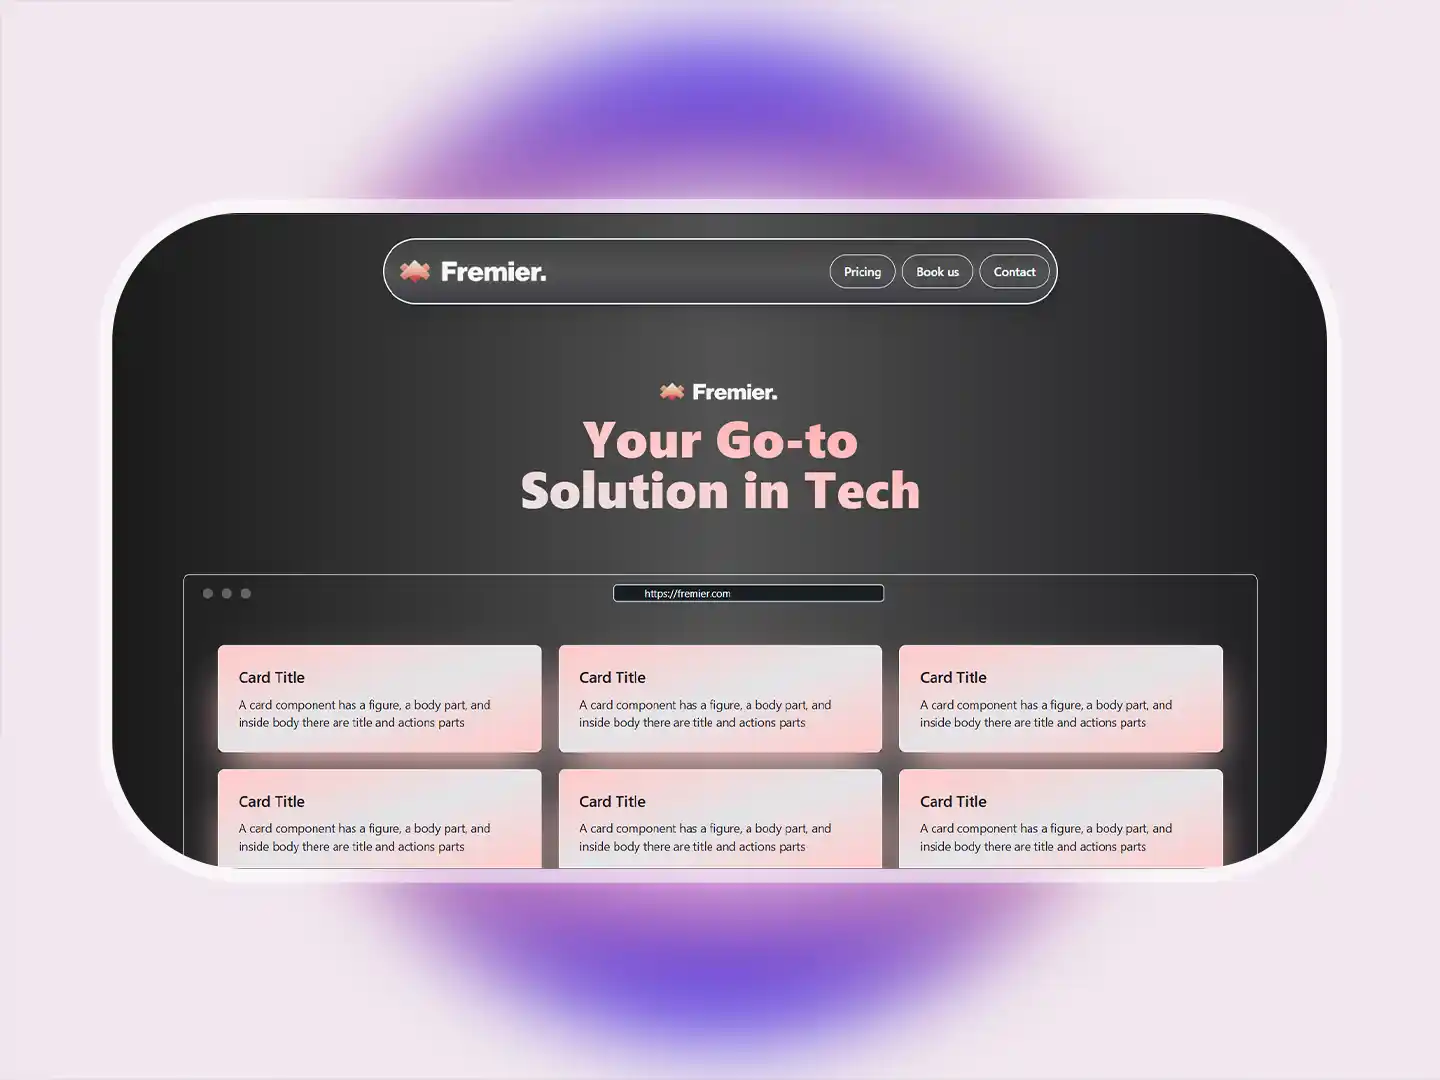 Fremier.
Pricing
Book us
Contact
Fremier.
Your Go-to
Solution in Tech
https://fremier.com
Card Title
A card component has a figure, a body part, and
inside body there are title and actions parts
Card Title
A card component has a figure, a body part, and
inside body there are title and actions parts
Card Title
A card component has a figure, a body part, and
inside body there are title and actions parts
Card Title
A card component has a figure, a body part, and
inside body there are title and actions parts
Card Title
A card component has a figure, a body part, and
inside body there are title and actions parts
Card Title
A card component has a figure, a body part, and
inside body there are title and actions parts